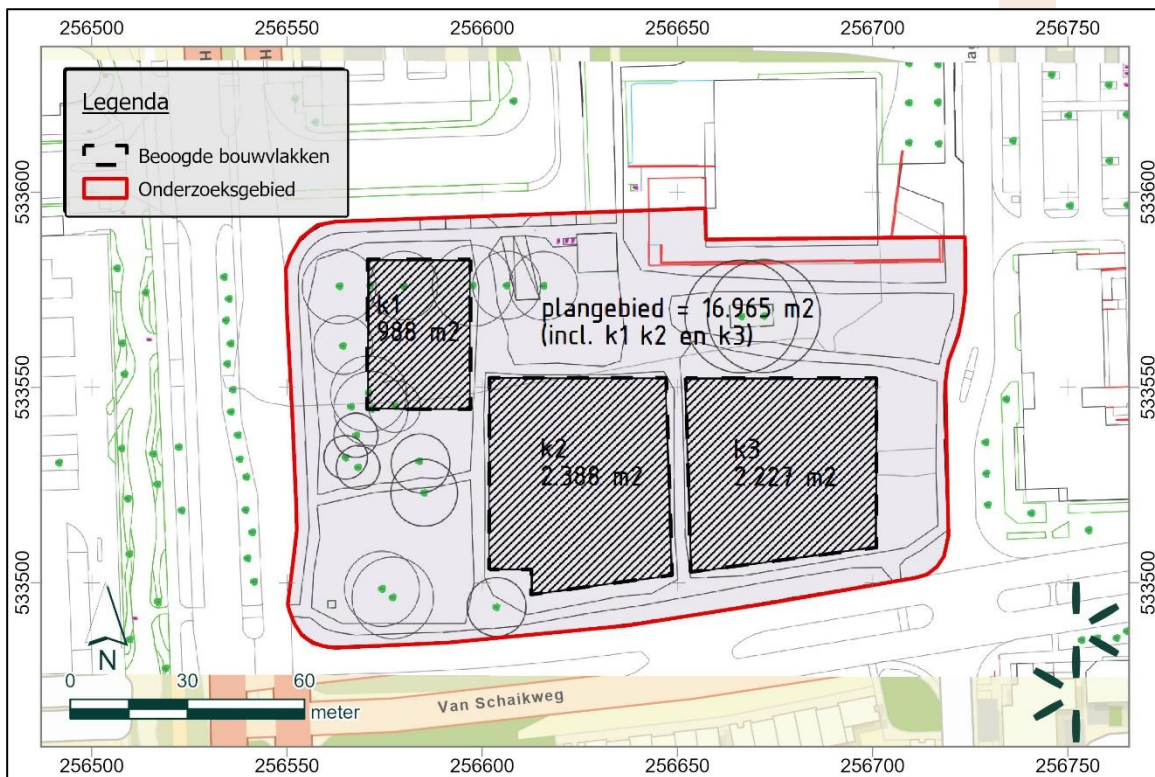 256500 256550 256600 256650 256700 256750
H H
Legenda
Beoogde bouwvlakken
Onderzoeksgebied
533600 533600
k1
988 m2
plangebied = 16.965 m2
(incl. k1 k2 en k3)
533550 533550
k2
2.388 m2
k3
2.227 m2
533500 533500
N
0 30 60
meter
Van Schaikweg
256500 256550 256600 256650 256700 256750